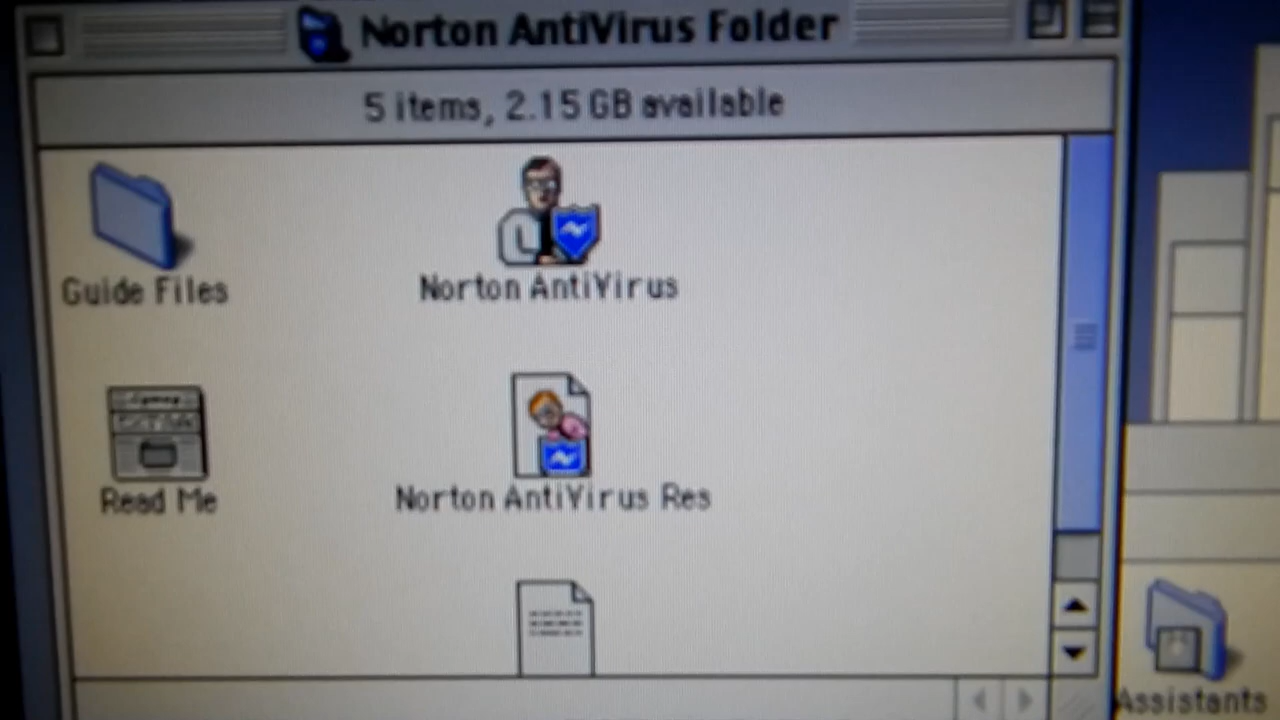 Norton AntiVirus Folder
5 items, 2.15 GB available
Guide Files
Norton AntiVirus
Read Me
Norton AntiVirus Res
Assistants